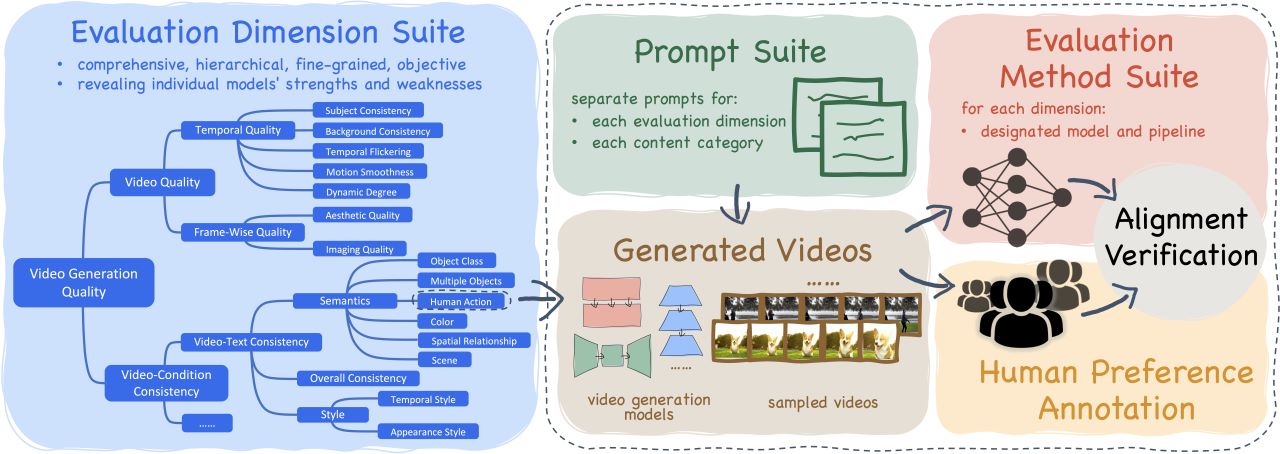 Evaluation Dimension Suite
• comprehensive, hierarchical, fine-grained, objective
• revealing individual models' strengths and weaknesses
Video Generation
Quality
Video Quality
Temporal Quality
Subject Consistency
Background Consistency
Temporal Flickering
Motion Smoothness
Dynamic Degree
Frame-Wise Quality
Aesthetic Quality
Imaging Quality
Video-Condition
Consistency
Video-Text Consistency
Semantics
Object Class
Multiple Objects
Human Action
Color
Spatial Relationship
Scene
Overall Consistency
Style
Temporal Style
Appearance Style
......
Prompt Suite
separate prompts for:
• each evaluation dimension
• each content category
Generated Videos
......
......
video generation
models
sampled videos
Evaluation
Method Suite
for each dimension:
• designated model and pipeline
Alignment
Verification
Human Preference
Annotation